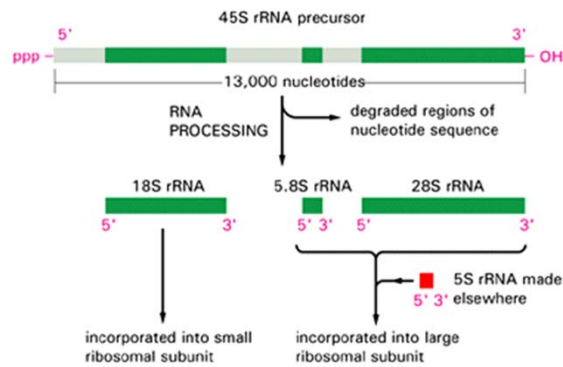 45S rRNA precursor
5' 3'
ppp OH
13,000 nucleotides
RNA
PROCESSING
degraded regions of
nucleotide sequence
18S rRNA 5.8S rRNA 28S rRNA
5' 3' 5' 3' 5' 3'
5S rRNA made
elsewhere
5' 3'
incorporated into small
ribosomal subunit
incorporated into large
ribosomal subunit